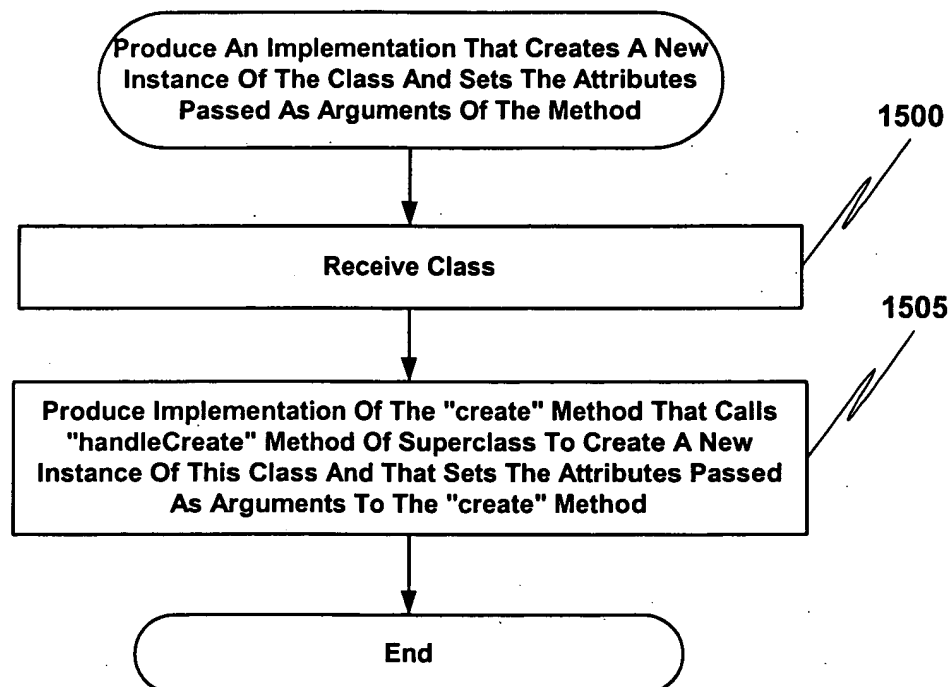 Produce An Implementation That Creates A New
Instance Of The Class And Sets The Attributes
Passed As Arguments Of The Method
1500
Receive Class
1505
Produce Implementation Of The "create" Method That Calls
"handleCreate" Method Of Superclass To Create A New
Instance Of This Class And That Sets The Attributes Passed
As Arguments To The "create" Method
End